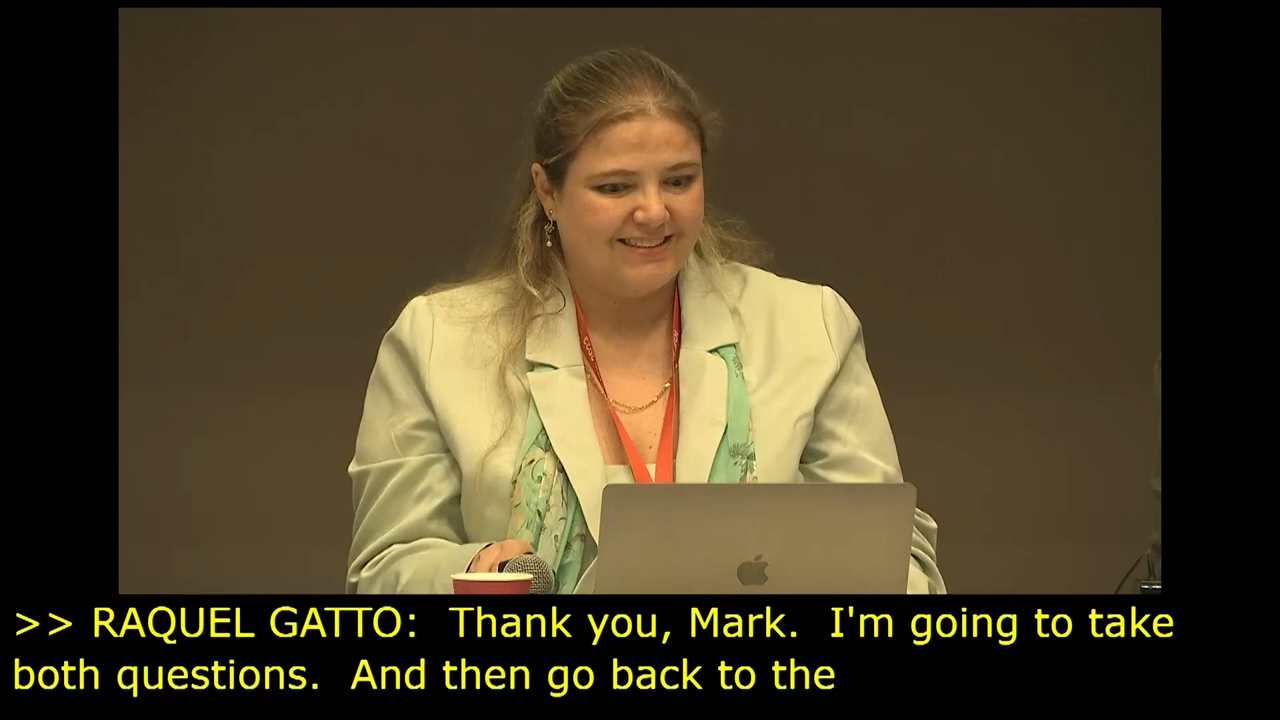 >> RAQUEL GATTO:  Thank you, Mark.  I'm going to take
both questions.  And then go back to the